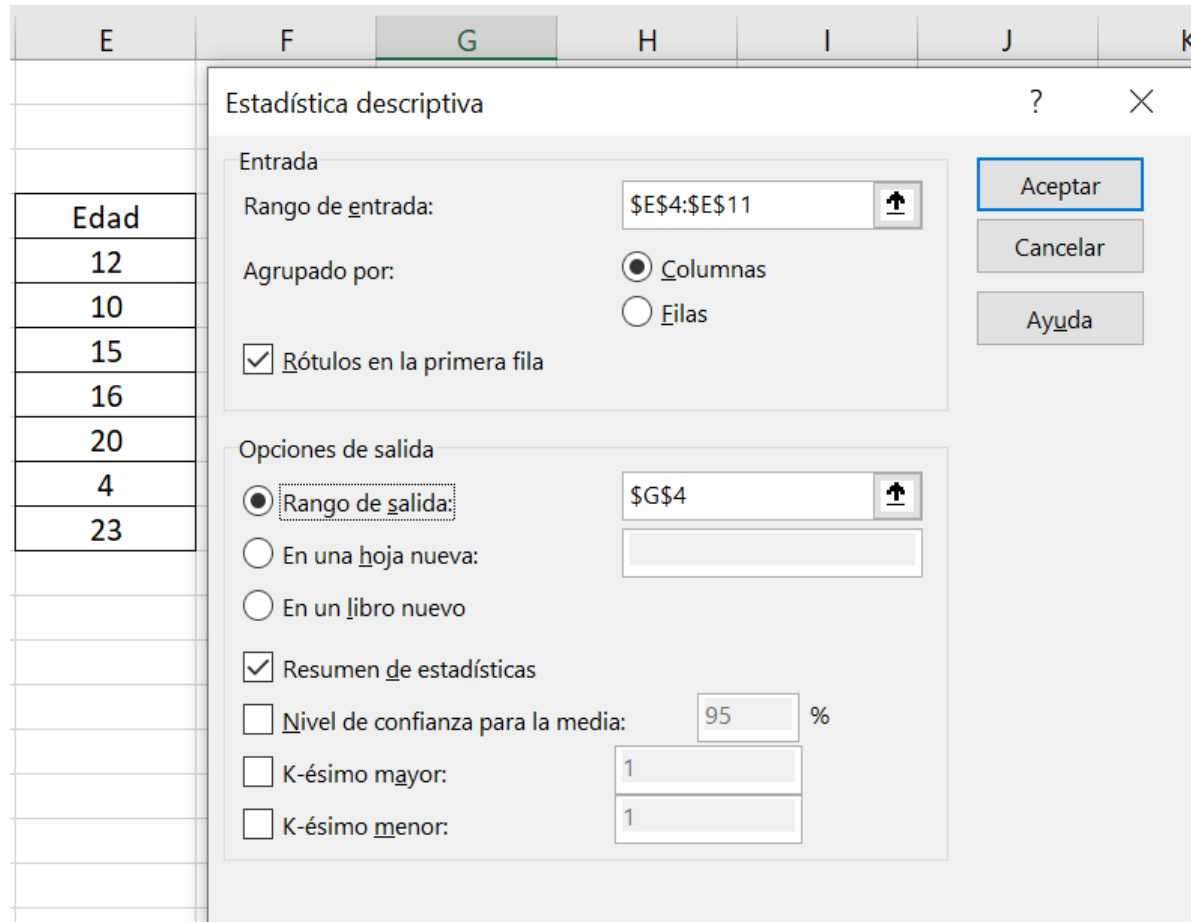 E F G H I J K
Estadística descriptiva ?
Entrada
Rango de entrada: $E$4:$E$11
Agrupado por: Columnas
Filas
Rótulos en la primera fila
Opciones de salida
Rango de salida: $G$4
En una hoja nueva:
En un libro nuevo
Resumen de estadísticas
Nivel de confianza para la media: 95 %
K-ésimo mayor: 1
K-ésimo menor: 1
Aceptar
Cancelar
Ayuda
Edad
12
10
15
16
20
4
23